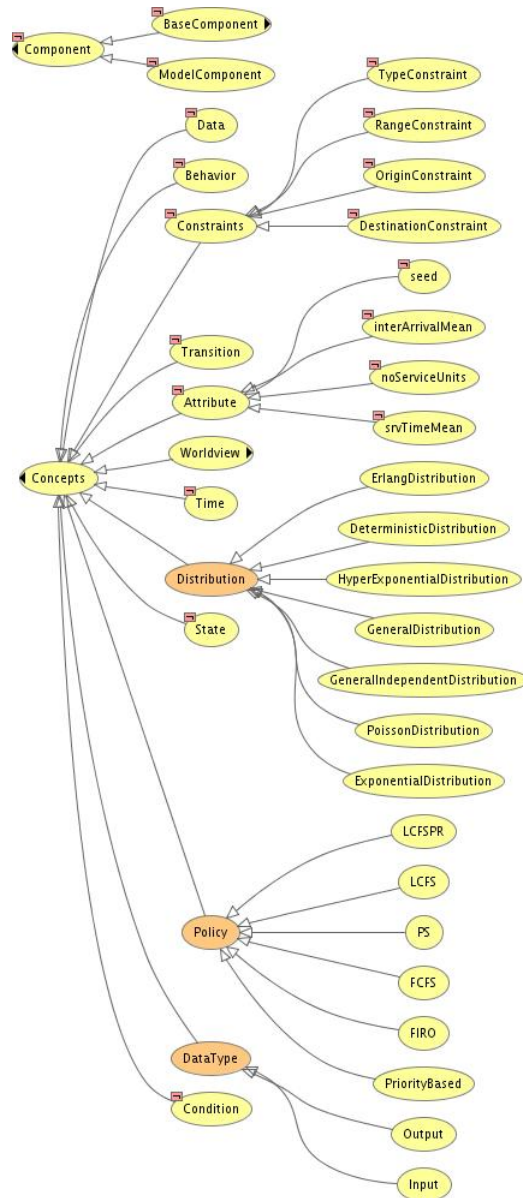 BaseComponent
Component
ModelComponent
TypeConstraint
Data
RangeConstraint
Behavior
OriginConstraint
Constraints
DestinationConstraint
seed
interArrivalMean
Transition
noServiceUnits
Attribute
srvTimeMean
Worldview
Concepts
ErlangDistribution
Time
DeterministicDistribution
Distribution
HyperExponentialDistribution
State
GeneralDistribution
GeneralIndependentDistribution
PoissonDistribution
ExponentialDistribution
LCFSPR
LCFS
Policy
PS
FCFS
FIRO
DataType
PriorityBased
Condition
Output
Input